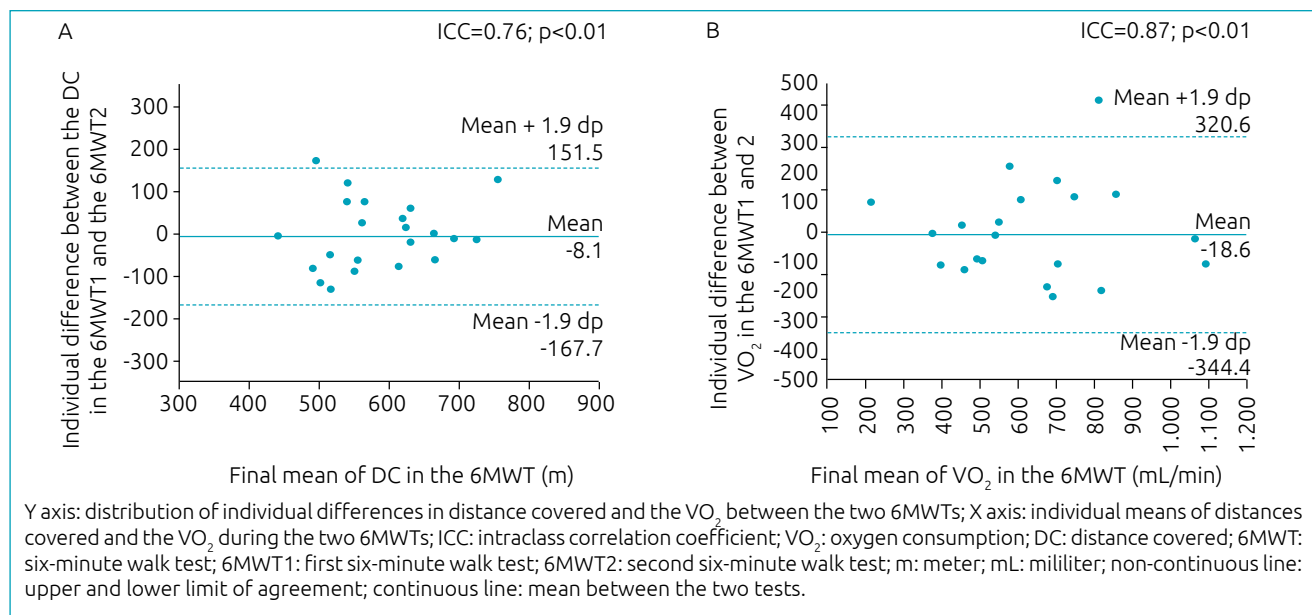 A
ICC=0.76; p<0.01
Individual difference between the DC
in the 6MWT1 and the 6MWT2
300
200
100
0
-100
-200
-300
Mean + 1.9 dp
151.5
Mean
-8.1
Mean -1.9 dp
-167.7
300 400 500 600 700 800 900
Final mean of DC in the 6MWT (m)
B
ICC=0.87; p<0.01
Individual difference between
VO₂ in the 6MWT1 and 2
500
400
300
100
0
-100
-200
-300
-400
-500
Mean +1.9 dp
320.6
Mean
-18.6
Mean -1.9 dp
-344.4
100 200 300 400 500 600 700 800 900 1.000 1.100 1.200
Final mean of VO₂ in the 6MWT (mL/min)
Y axis: distribution of individual differences in distance covered and the VO₂ between the two 6MWTs; X axis: individual means of distances
covered and the VO₂ during the two 6MWTs; ICC: intraclass correlation coefficient; VO₂: oxygen consumption; DC: distance covered; 6MWT:
six-minute walk test; 6MWT1: first six-minute walk test; 6MWT2: second six-minute walk test; m: meter; mL: mililiter; non-continuous line:
upper and lower limit of agreement; continuous line: mean between the two tests.